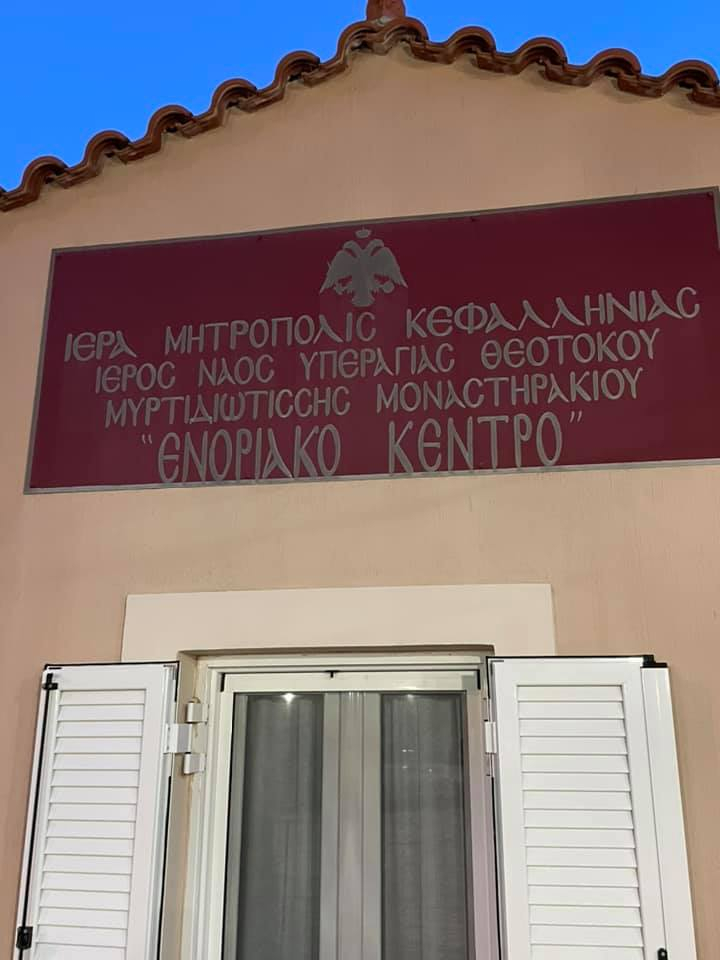 ΙΕΡΑ ΜΗΤΡΟΠΟΛΙC ΚΕΦΑΛΛΗΝΙΑC
ΙΕΡΟC ΝΑΟC ΥΠΕΡΑΓΙΑC ΘΕΟΤΟΚΟΥ
ΜΥΡΤΙΔΙΩΤΙCCΗC ΜΟΝΑCΤΗΡΑΚΙΟΥ
"ΕΝΟΡΙΑΚΟ ΚΕΝΤΡΟ"